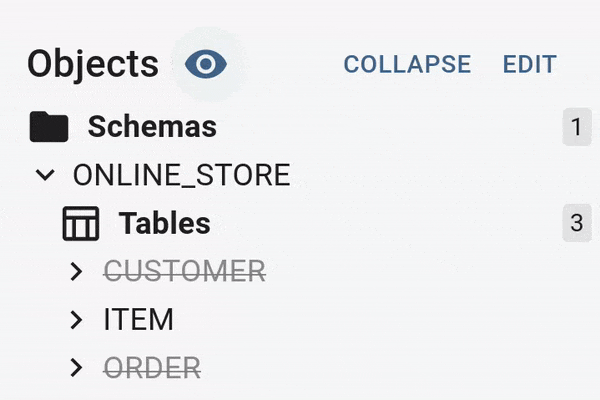 Objects COLLAPSE EDIT
Schemas 1
ONLINE_STORE
Tables 3
CUSTOMER
ITEM
ORDER